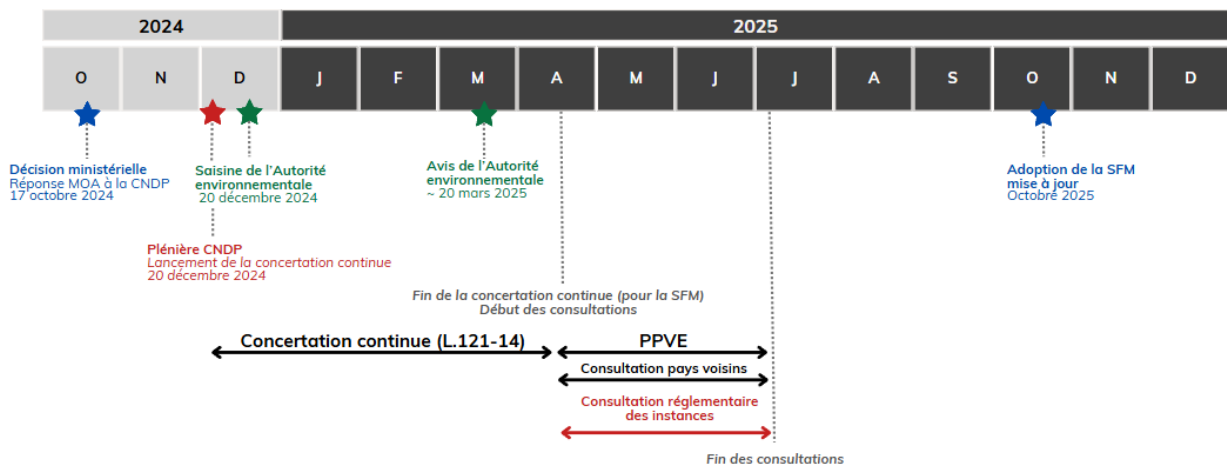 2024
2025
O N D J F M A M J J A S O N D
Décision ministérielle
Réponse MOA à la CNDP
17 octobre 2024
Saisine de l'Autorité
environnementale
20 décembre 2024
Avis de l'Autorité
environnementale
~ 20 mars 2025
Adoption de la SFM
mise à jour
Octobre 2025
Plénière CNDP
Lancement de la concertation continue
20 décembre 2024
Fin de la concertation continue (pour la SFM)
Début des consultations
Concertation continue (L.121-14)
PPVE
Consultation pays voisins
Consultation réglementaire
des instances
Fin des consultations